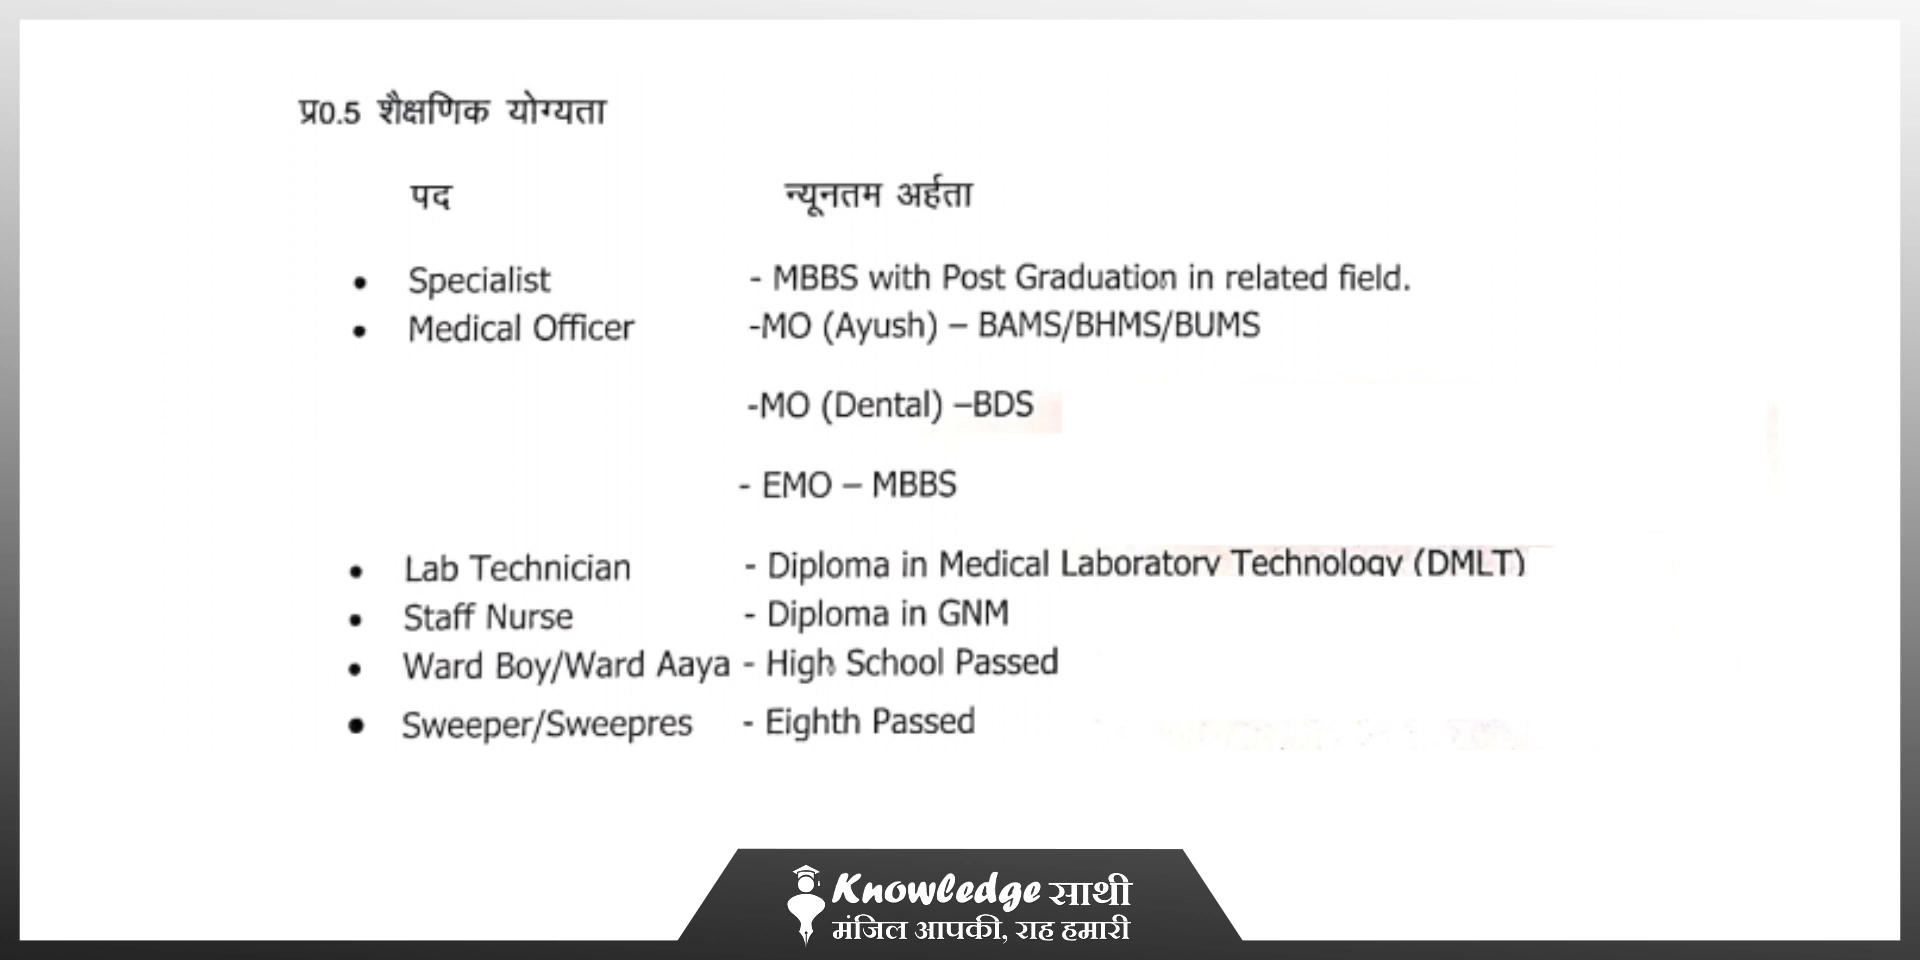 प्र0.5 शैक्षणिक योग्यता
पद न्यूनतम अर्हता
• Specialist - MBBS with Post Graduation in related field.
• Medical Officer -MO (Ayush) – BAMS/BHMS/BUMS
-MO (Dental) –BDS
- EMO – MBBS
• Lab Technician - Diploma in Medical Laboratory Technology (DMLT)
• Staff Nurse - Diploma in GNM
• Ward Boy/Ward Aaya - High School Passed
• Sweeper/Sweepres - Eighth Passed
Knowledge साथी
मंजिल आपकी, राह हमारी